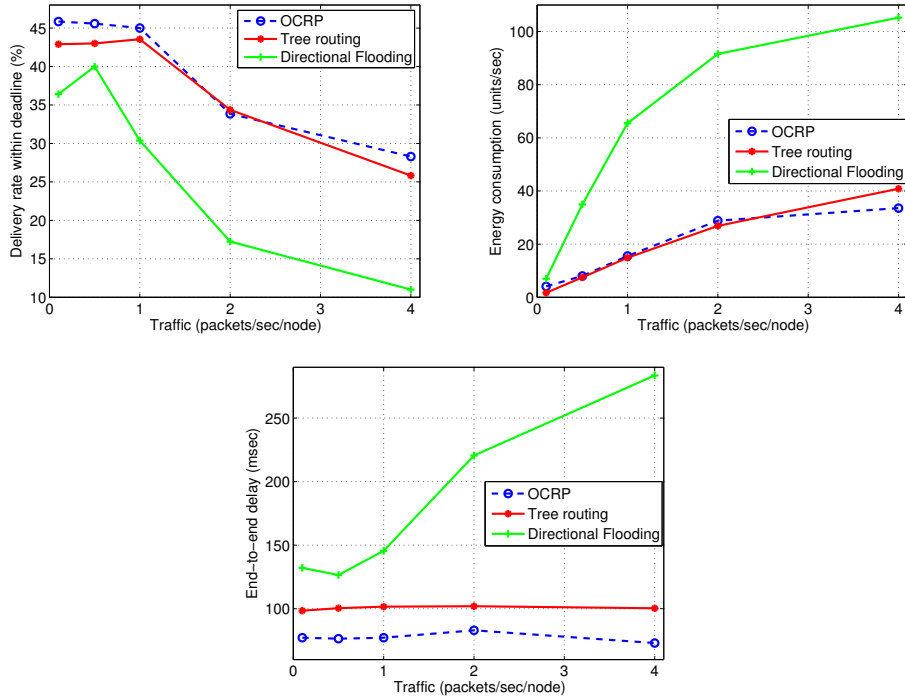 Delivery rate within deadline (%)
45
40
35
30
25
20
15
10
0
1
2
3
4
Traffic (packets/sec/node)
OCRP
Tree routing
Directional Flooding
Energy consumption (units/sec)
100
80
60
40
20
0
0
1
2
3
4
Traffic (packets/sec/node)
OCRP
Tree routing
Directional Flooding
End-to-end delay (msec)
250
200
150
100
0
1
2
3
4
Traffic (packets/sec/node)
OCRP
Tree routing
Directional Flooding